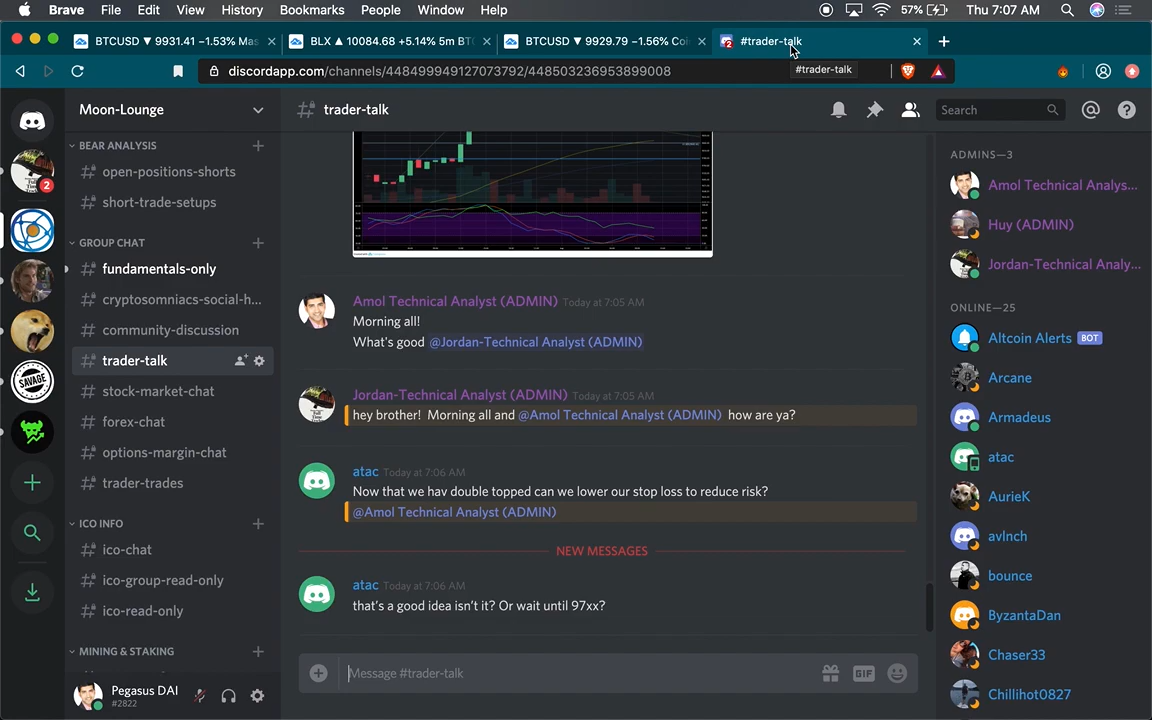 Brave File Edit View History Bookmarks People Window Help 57% Thu 7:07 AM
BTCUSD ▼ 9931.41 −1.53% Mas
BLX ▲ 10084.68 +5.14% 5m BTC
BTCUSD ▼ 9929.79 −1.56% Coi
#trader-talk
discordapp.com/channels/448499949127073792/448503236953899008
#trader-talk
Moon-Lounge
BEAR ANALYSIS
open-positions-shorts
short-trade-setups
GROUP CHAT
fundamentals-only
cryptosomniacs-social-h...
community-discussion
trader-talk
stock-market-chat
forex-chat
options-margin-chat
trader-trades
ICO INFO
ico-chat
ico-group-read-only
ico-read-only
MINING & STAKING
Pegasus DAI
#2822
2
SAVAGE
trader-talk
Search
Amol Technical Analyst (ADMIN) Today at 7:05 AM
Morning all!
What's good @Jordan-Technical Analyst (ADMIN)
Jordan-Technical Analyst (ADMIN) Today at 7:05 AM
hey brother! Morning all and @Amol Technical Analyst (ADMIN) how are ya?
atac Today at 7:06 AM
Now that we hav double topped can we lower our stop loss to reduce risk?
@Amol Technical Analyst (ADMIN)
NEW MESSAGES
atac Today at 7:06 AM
that's a good idea isn't it? Or wait until 97xx?
Message #trader-talk
GIF
ADMINS—3
Amol Technical Analys...
Huy (ADMIN)
Jordan-Technical Analy...
ONLINE—25
Altcoin Alerts BOT
Arcane
Armadeus
atac
AurieK
avInch
bounce
ByzantaDan
Chaser33
Chillihot0827